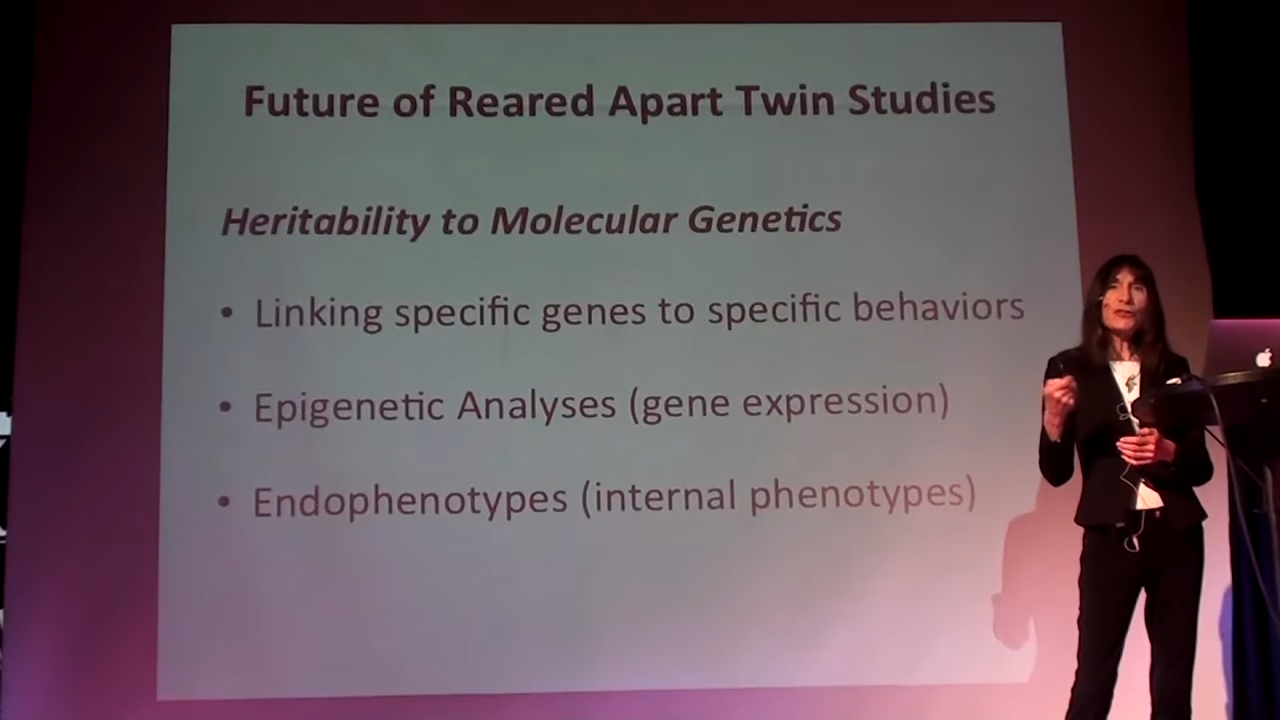 Future of Reared Apart Twin Studies
Heritability to Molecular Genetics
• Linking specific genes to specific behaviors
• Epigenetic Analyses (gene expression)
• Endophenotypes (internal phenotypes)